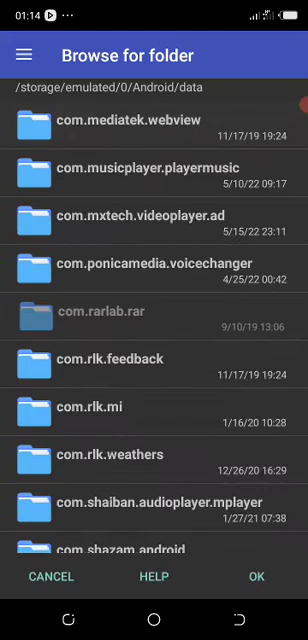 01:14
Browse for folder
/storage/emulated/0/Android/data
com.mediatek.webview
11/17/19 19:24
com.musicplayer.playermusic
5/10/22 09:17
com.mxtech.videoplayer.ad
5/15/22 23:11
com.ponicamedia.voicechanger
4/25/22 00:42
com.rarlab.rar
9/10/19 13:06
com.rlk.feedback
11/17/19 19:24
com.rlk.mi
1/16/20 10:28
com.rlk.weathers
12/26/20 16:29
com.shaiban.audioplayer.mplayer
1/27/21 07:38
com.shazam.android
CANCEL HELP OK